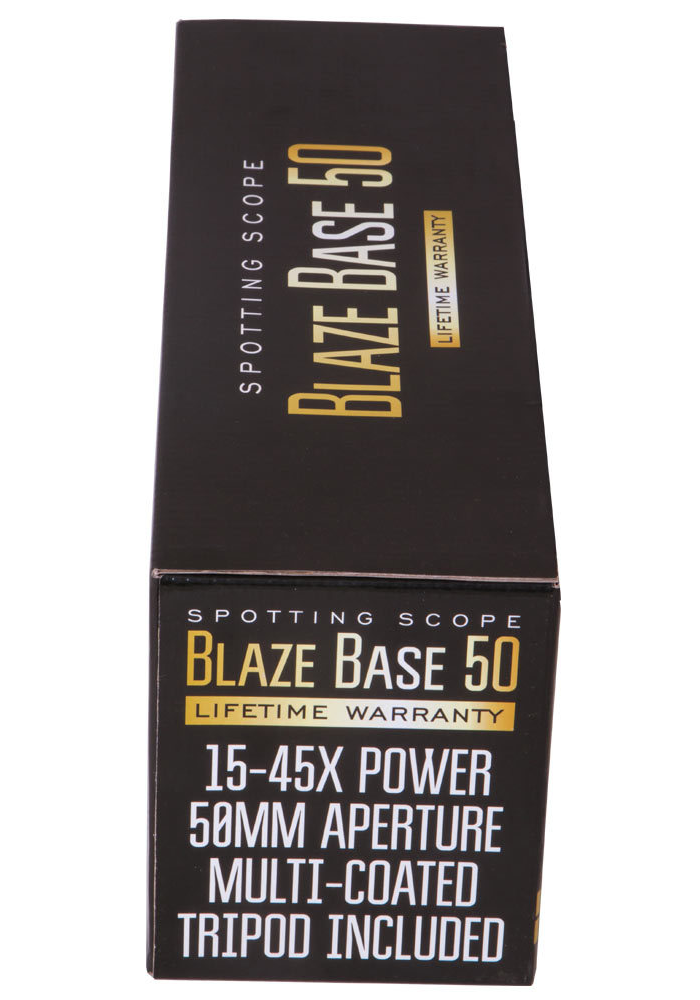 SPOTTING SCOPE
BLAZE BASE 50
LIFETIME WARRANTY
SPOTTING SCOPE
BLAZE BASE 50
LIFETIME WARRANTY
15-45X POWER
50MM APERTURE
MULTI-COATED
TRIPOD INCLUDED